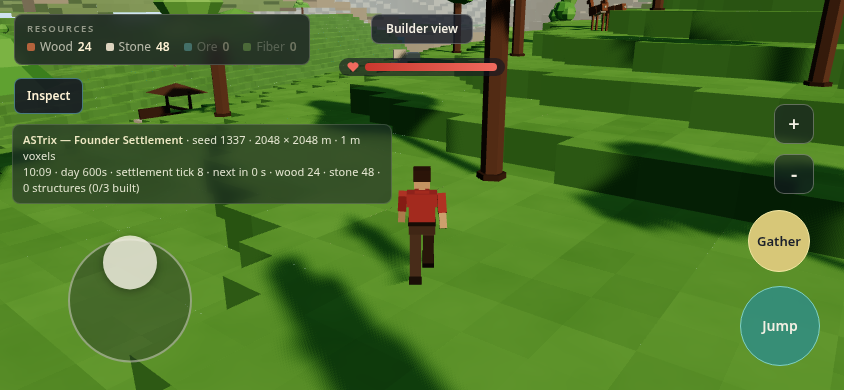 RESOURCES
Wood 24 Stone 48 Ore 0 Fiber 0
Builder view
Inspect
ASTrix — Founder Settlement · seed 1337 · 2048 × 2048 m · 1 m
voxels
10:09 · day 600s · settlement tick 8 · next in 0 s · wood 24 · stone 48 ·
0 structures (0/3 built)
+
-
Gather
Jump